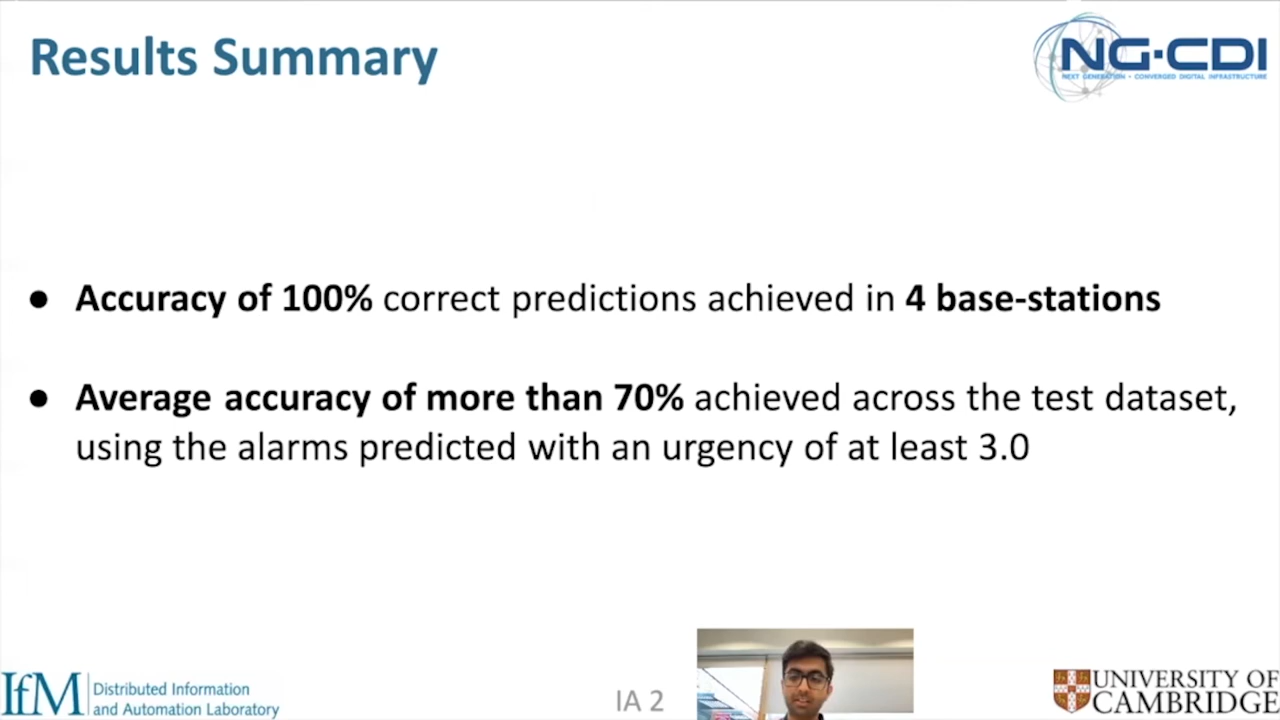 Results Summary
NG·CDI
NEXT GENERATION • CONVERGED DIGITAL INFRASTRUCTURE
● Accuracy of 100% correct predictions achieved in 4 base-stations
● Average accuracy of more than 70% achieved across the test dataset,
using the alarms predicted with an urgency of at least 3.0
IfM Distributed Information
and Automation Laboratory
IA 2
UNIVERSITY OF
CAMBRIDGE